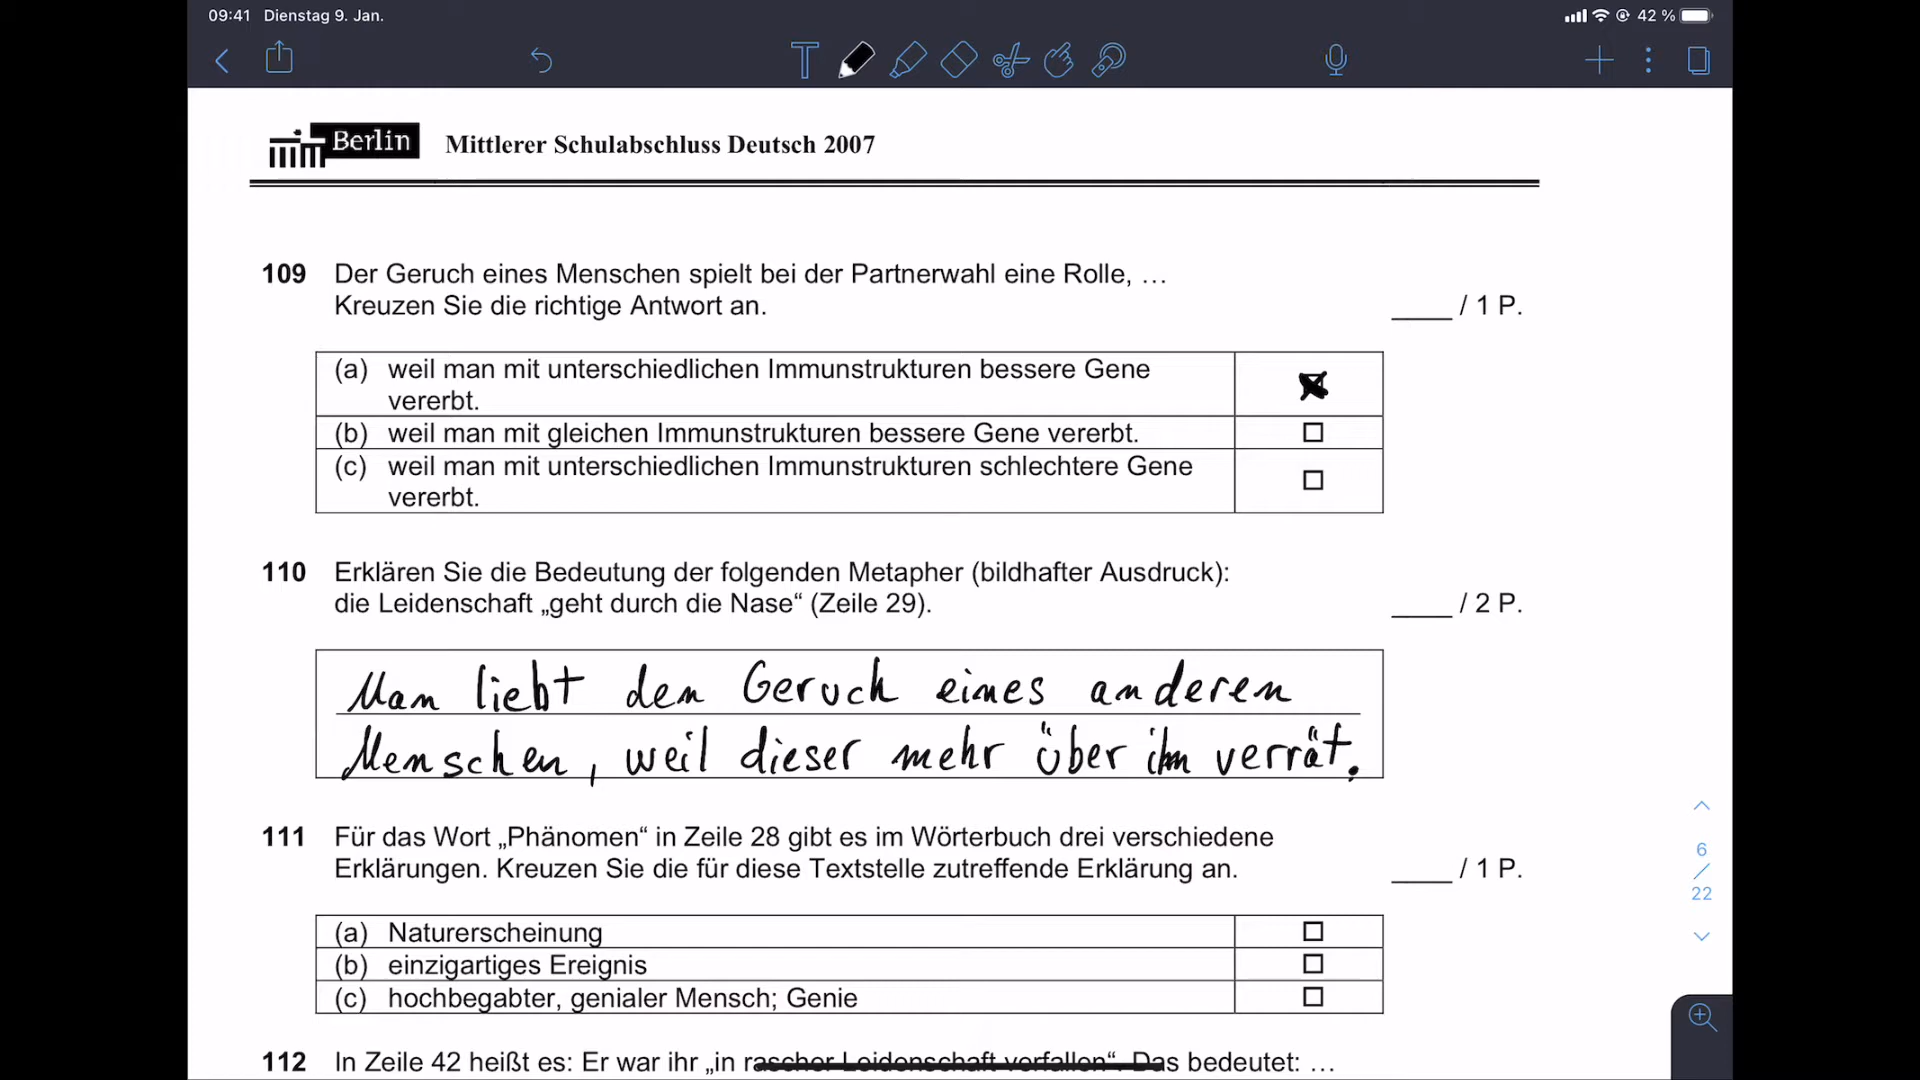 09:41 Dienstag 9. Jan. 42 %
Berlin Mittlerer Schulabschluss Deutsch 2007
109 Der Geruch eines Menschen spielt bei der Partnerwahl eine Rolle, …
Kreuzen Sie die richtige Antwort an. ____ / 1 P.
(a) weil man mit unterschiedlichen Immunstrukturen bessere Gene
vererbt.
(b) weil man mit gleichen Immunstrukturen bessere Gene vererbt.
(c) weil man mit unterschiedlichen Immunstrukturen schlechtere Gene
vererbt.
110 Erklären Sie die Bedeutung der folgenden Metapher (bildhafter Ausdruck):
die Leidenschaft „geht durch die Nase“ (Zeile 29). ____ / 2 P.
Man liebt den Geruch eines anderen
Menschen, weil dieser mehr über ihn verrät.
111 Für das Wort „Phänomen“ in Zeile 28 gibt es im Wörterbuch drei verschiedene
Erklärungen. Kreuzen Sie die für diese Textstelle zutreffende Erklärung an. ____ / 1 P.
(a) Naturerscheinung
(b) einzigartiges Ereignis
(c) hochbegabter, genialer Mensch; Genie
112 In Zeile 42 heißt es: Er war ihr „in rascher Leidenschaft verfallen“. Das bedeutet: …
6
/
22